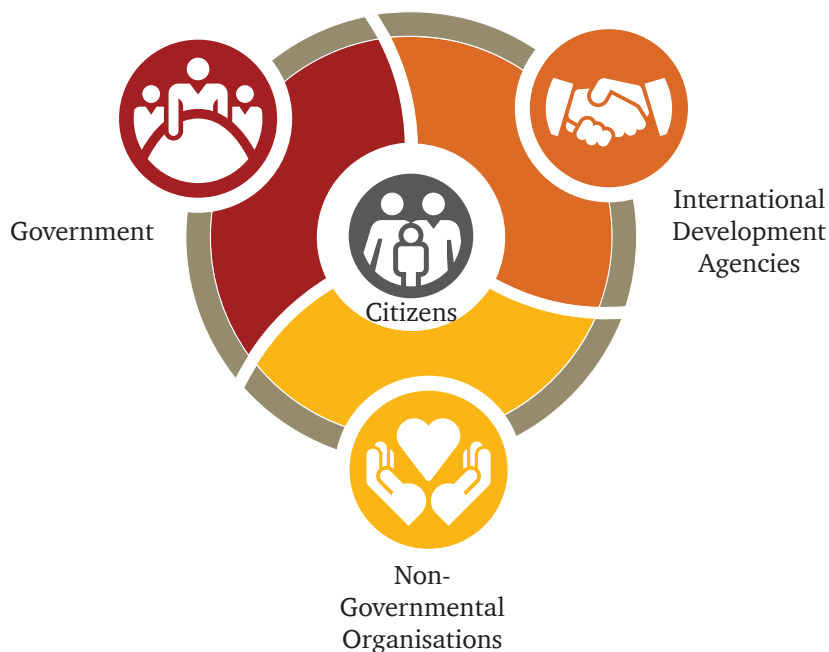 Government
International
Development
Agencies
Citizens
Non-
Governmental
Organisations